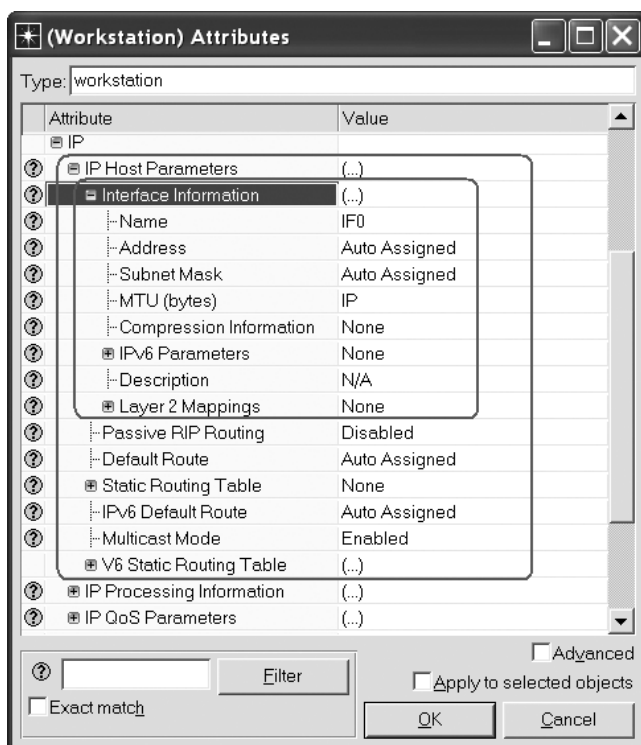 (Workstation) Attributes
Type: workstation
Attribute Value
IP
IP Host Parameters (...)
Interface Information (...)
Name IF0
Address Auto Assigned
Subnet Mask Auto Assigned
MTU (bytes) IP
Compression Information None
IPv6 Parameters None
Description N/A
Layer 2 Mappings None
Passive RIP Routing Disabled
Default Route Auto Assigned
Static Routing Table None
IPv6 Default Route Auto Assigned
Multicast Mode Enabled
V6 Static Routing Table (...)
IP Processing Information (...)
IP QoS Parameters (...)
Advanced
Filter
Apply to selected objects
Exact match
OK Cancel